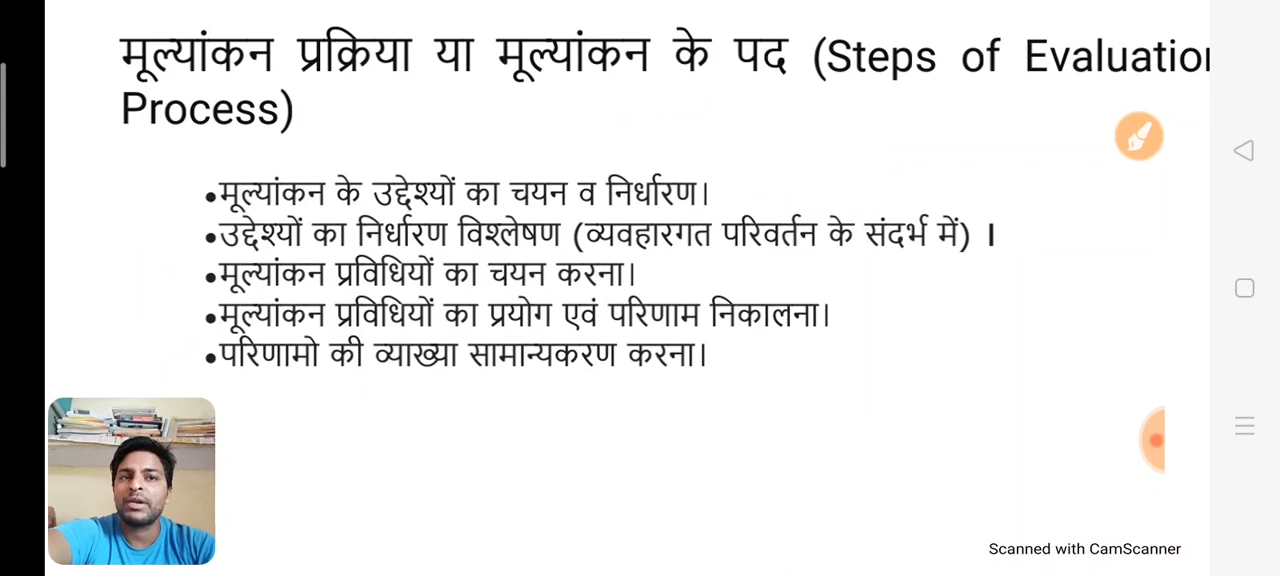 मूल्यांकन प्रक्रिया या मूल्यांकन के पद (Steps of Evaluation
Process)
•मूल्यांकन के उद्देश्यों का चयन व निर्धारण।
•उद्देश्यों का निर्धारण विश्लेषण (व्यवहारगत परिवर्तन के संदर्भ में) ।
•मूल्यांकन प्रविधियों का चयन करना।
•मूल्यांकन प्रविधियों का प्रयोग एवं परिणाम निकालना।
•परिणामो की व्याख्या सामान्यकरण करना।
Scanned with CamScanner